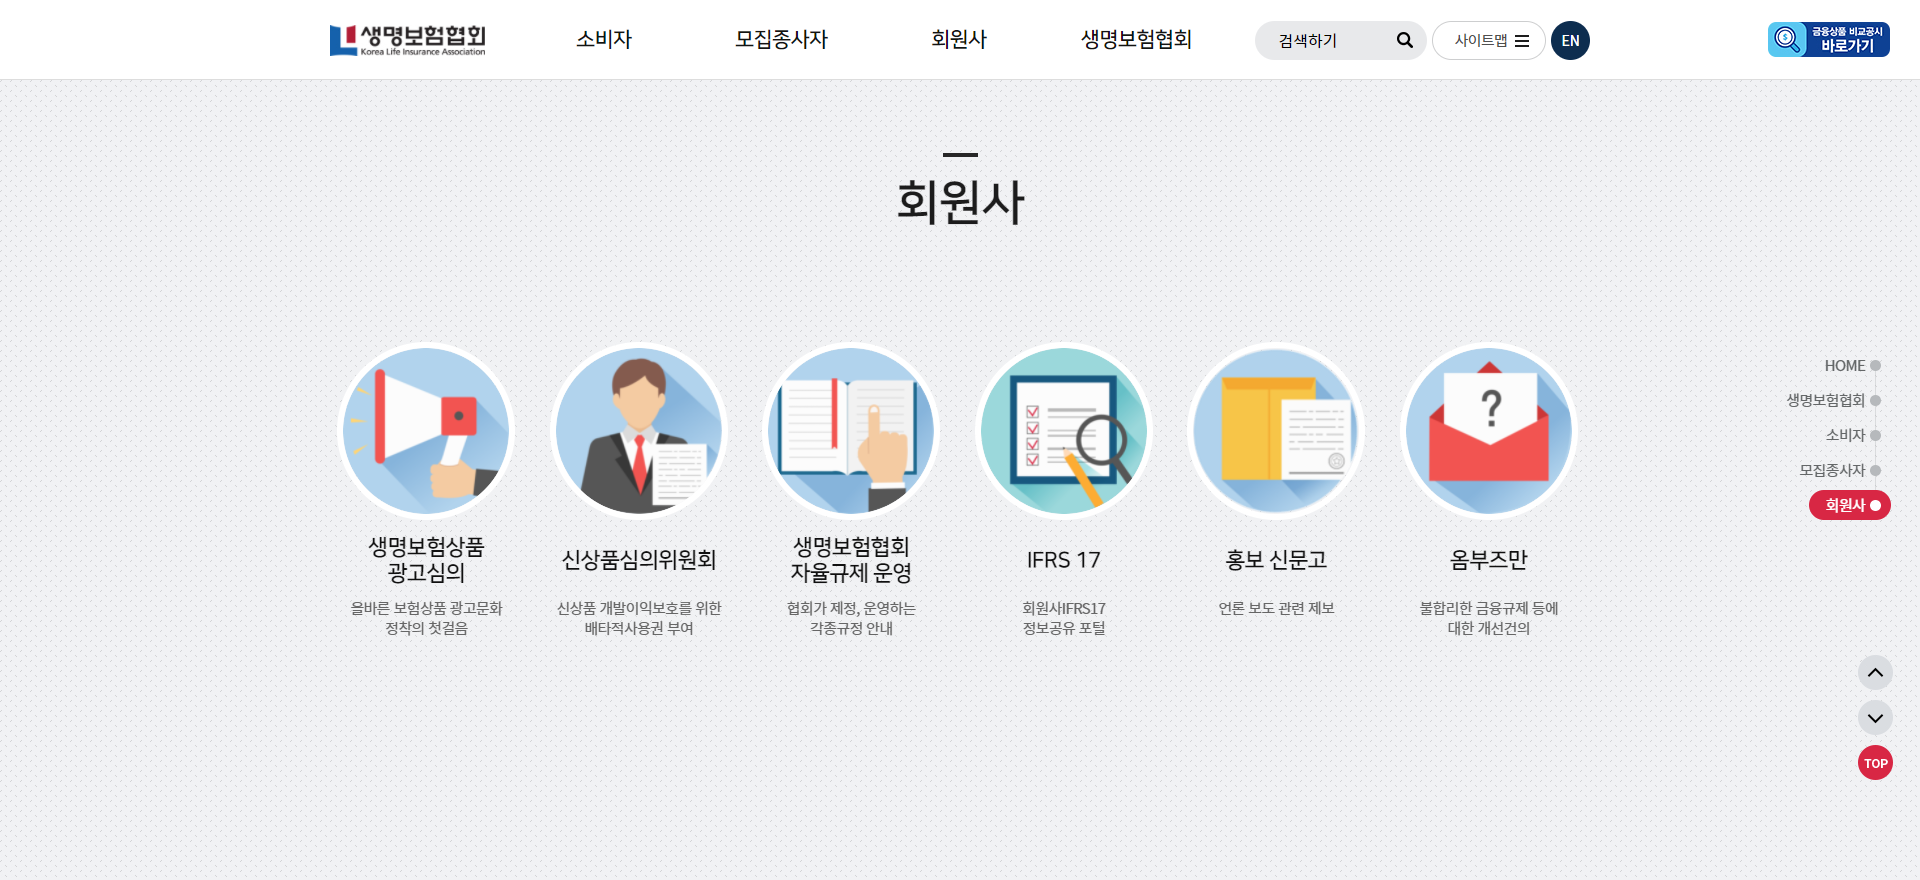 생명보험협회
Korea Life Insurance Association
소비자
모집종사자
회원사
생명보험협회
검색하기
사이트맵
EN
금융상품 비교공시
바로가기
회원사
생명보험상품
광고심의
올바른 보험상품 광고문화
정착의 첫걸음
신상품심의위원회
신상품 개발이익보호를 위한
배타적사용권 부여
생명보험협회
자율규제 운영
협회가 제정, 운영하는
각종규정 안내
IFRS 17
회원사IFRS17
정보공유 포털
홍보 신문고
언론 보도 관련 제보
?
옴부즈만
불합리한 금융규제 등에
대한 개선건의
HOME
생명보험협회
소비자
모집종사자
회원사
TOP